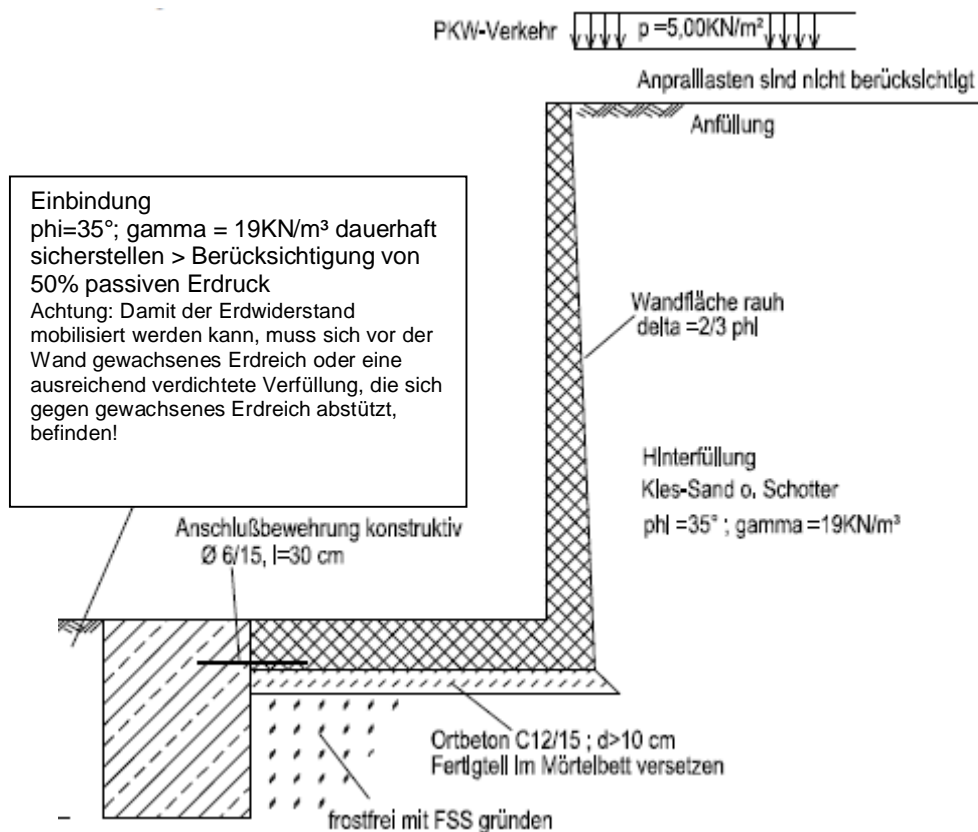 PKW-Verkehr
p =5,00KN/m²
Anpralllasten sind nicht berücksichtigt
Anfüllung
Einbindung
phi=35°; gamma = 19KN/m³ dauerhaft
sicherstellen > Berücksichtigung von
50% passiven Erdruck
Achtung: Damit der Erdwiderstand
mobilisiert werden kann, muss sich vor der
Wand gewachsenes Erdreich oder eine
ausreichend verdichtete Verfüllung, die sich
gegen gewachsenes Erdreich abstützt,
befinden!
Wandfläche rauh
delta =2/3 phi
Hinterfüllung
Kies-Sand o. Schotter
phi =35° ; gamma =19KN/m³
Anschlußbewehrung konstruktiv
Ø 6/15, l=30 cm
Ortbeton C12/15 ; d>10 cm
Fertigteil im Mörtelbett versetzen
frostfrei mit FSS gründen